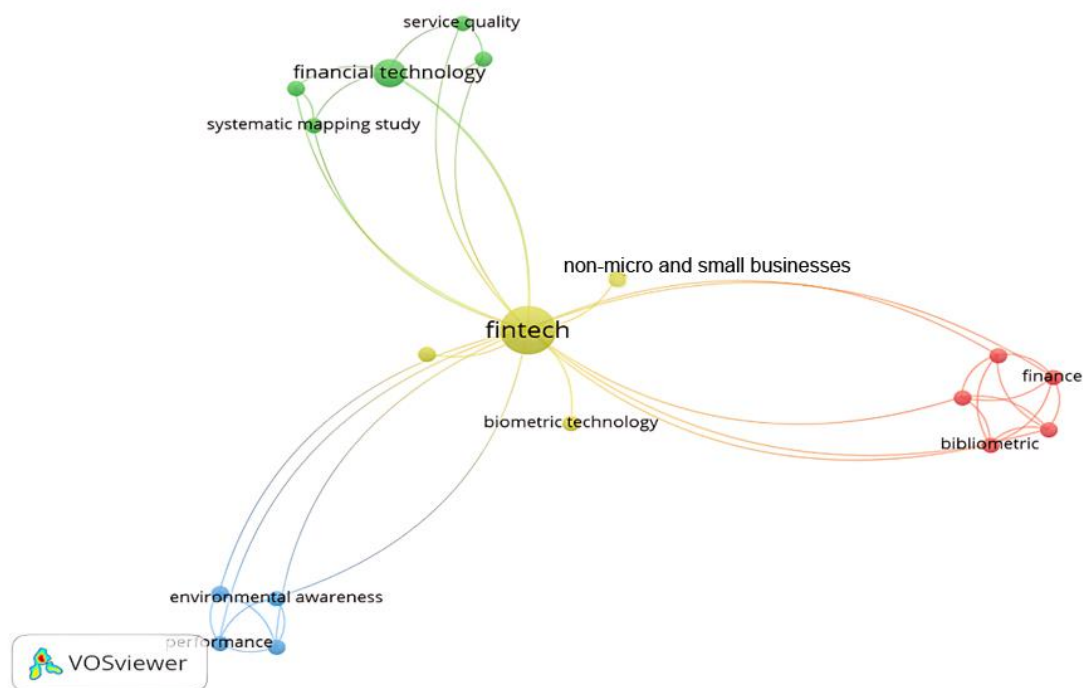 service quality
financial technology
systematic mapping study
non-micro and small businesses
fintech
finance
biometric technology
bibliometric
environmental awareness
performance
VOSviewer